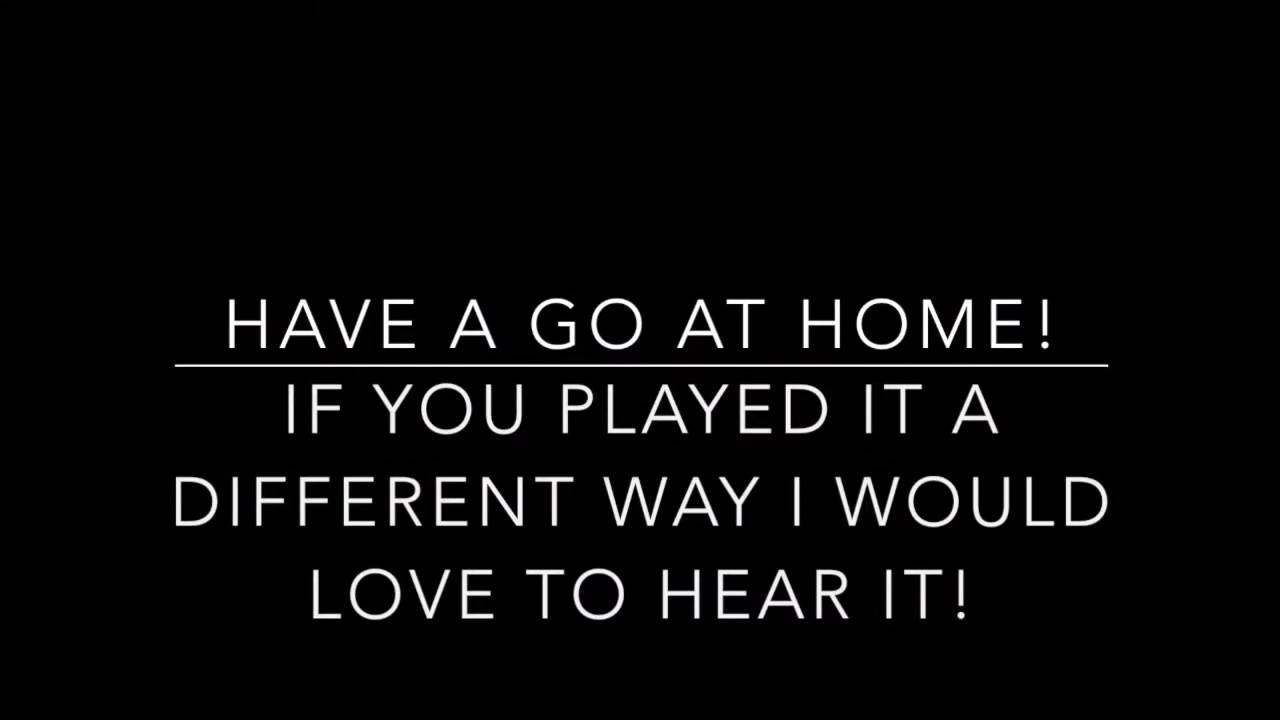 HAVE A GO AT HOME!
IF YOU PLAYED IT A
DIFFERENT WAY I WOULD
LOVE TO HEAR IT!